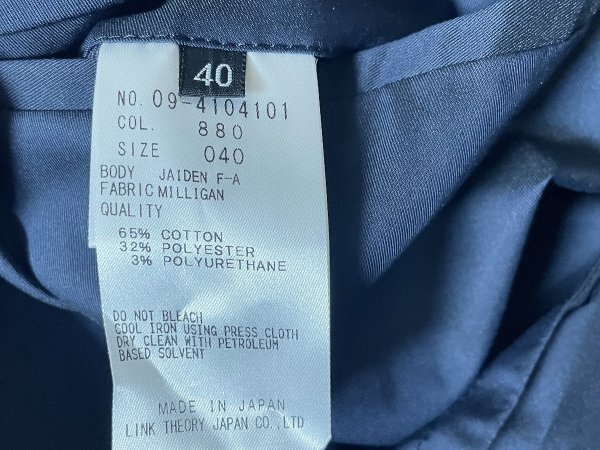 40
NO. 09-4104101
COL. 880
SIZE 040
BODY JAIDEN F-A
FABRIC MILLIGAN
QUALITY
65% COTTON
32% POLYESTER
3% POLYURETHANE
DO NOT BLEACH
COOL IRON USING PRESS CLOTH
DRY CLEAN WITH PETROLEUM
BASED SOLVENT
MADE IN JAPAN
LINK THEORY JAPAN CO.,LTD